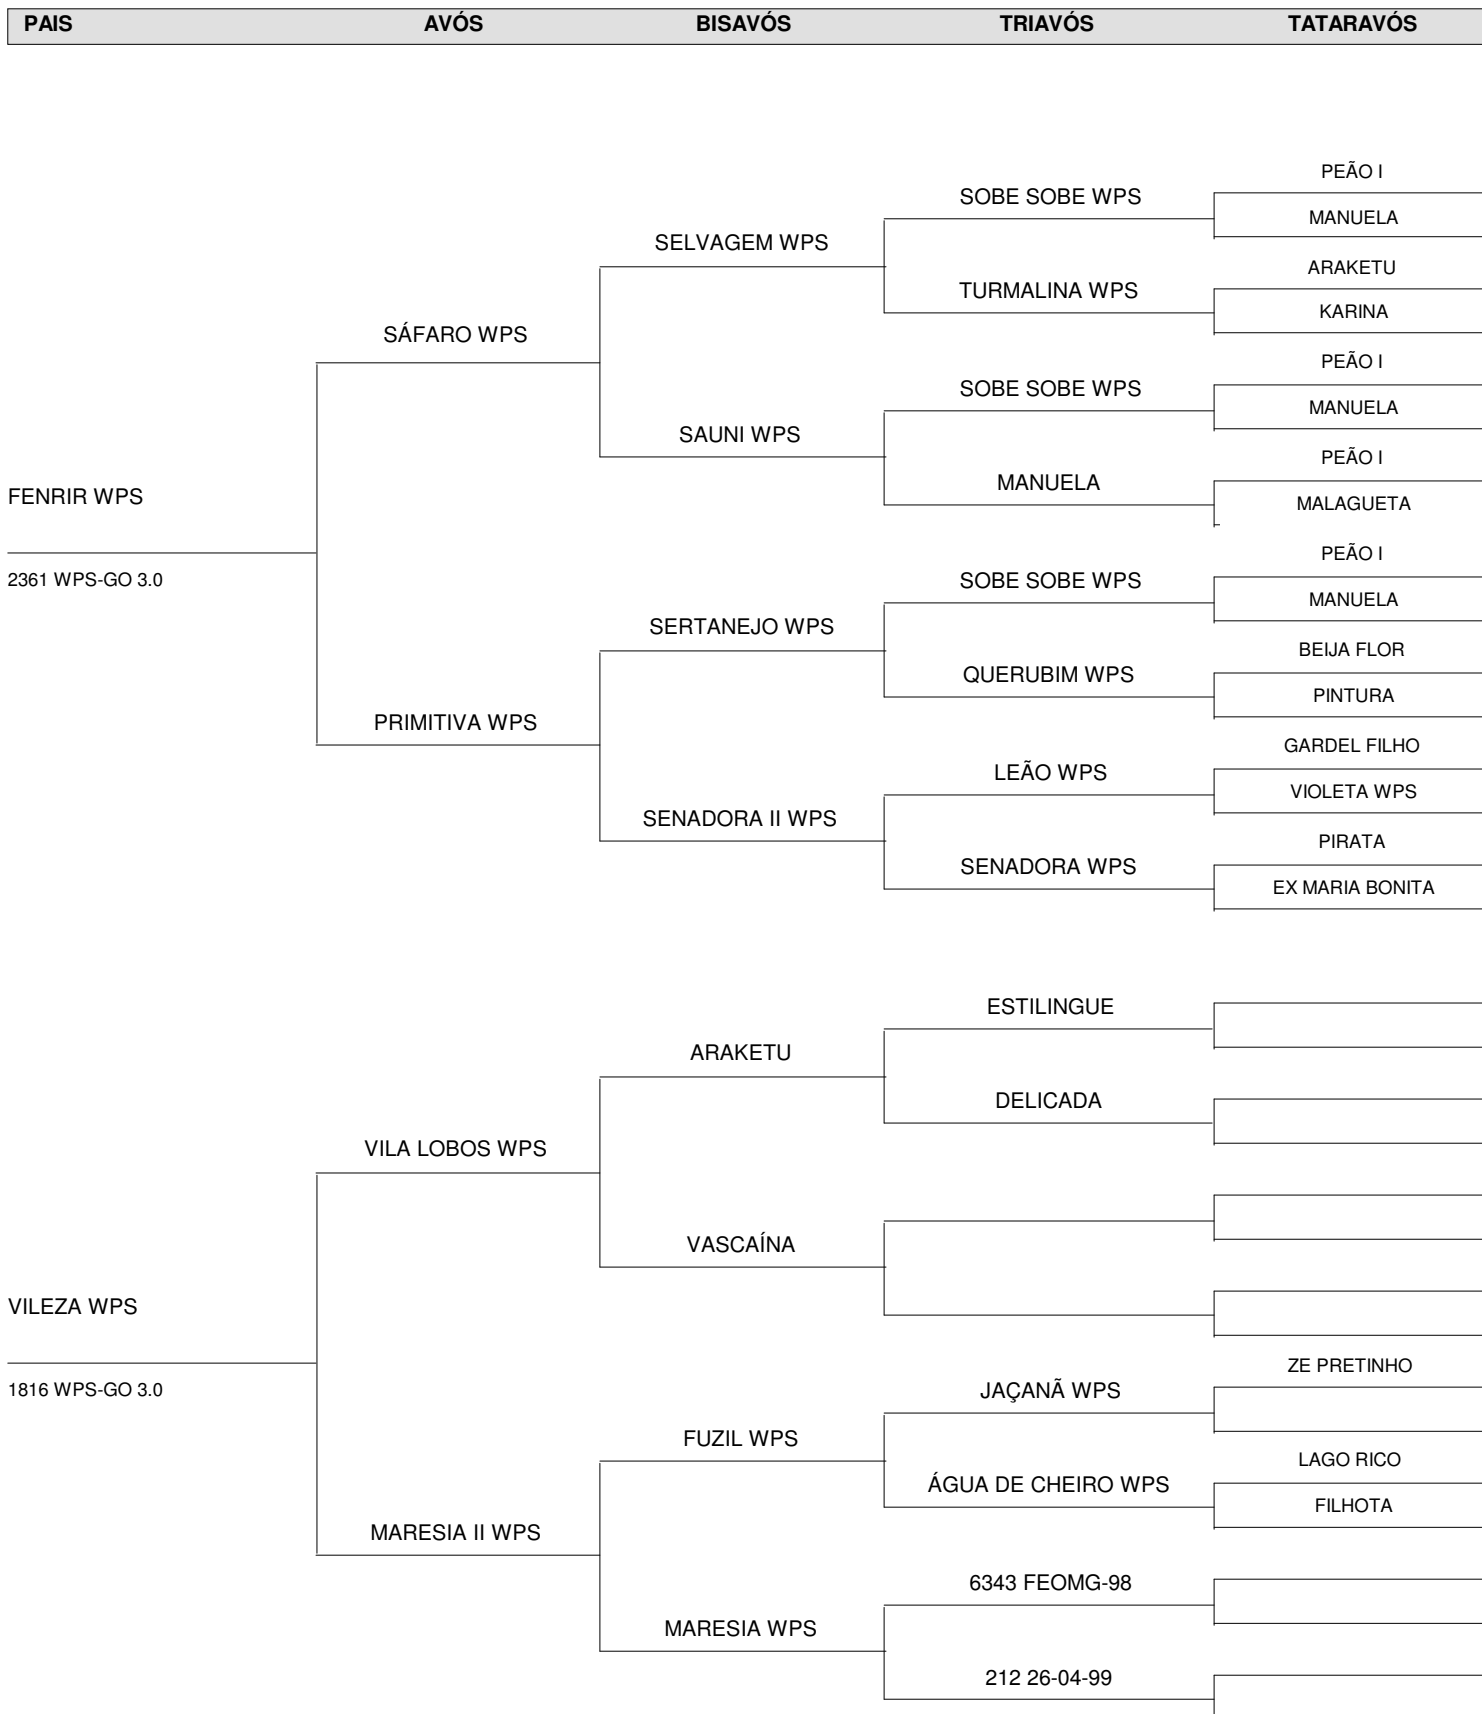 PAIS AVÓS BISAVÓS TRIAVÓS TATARAVÓS
PEÃO I
SOBE SOBE WPS
MANUELA
SELVAGEM WPS
ARAKETU
TURMALINA WPS
KARINA
SÁFARO WPS
PEÃO I
SOBE SOBE WPS
MANUELA
SAUNI WPS
PEÃO I
MANUELA
MALAGUETA
FENRIR WPS
2361 WPS-GO 3.0
PEÃO I
SOBE SOBE WPS
MANUELA
SERTANEJO WPS
BEIJA FLOR
QUERUBIM WPS
PINTURA
PRIMITIVA WPS
GARDEL FILHO
LEÃO WPS
VIOLETA WPS
SENADORA II WPS
PIRATA
SENADORA WPS
EX MARIA BONITA
ESTILINGUE
ARAKETU
DELICADA
VILA LOBOS WPS
VASCAÍNA
VILEZA WPS
1816 WPS-GO 3.0
ZE PRETINHO
JAÇANÃ WPS
FUZIL WPS
LAGO RICO
ÁGUA DE CHEIRO WPS
FILHOTA
MARESIA II WPS
6343 FEOMG-98
MARESIA WPS
212 26-04-99